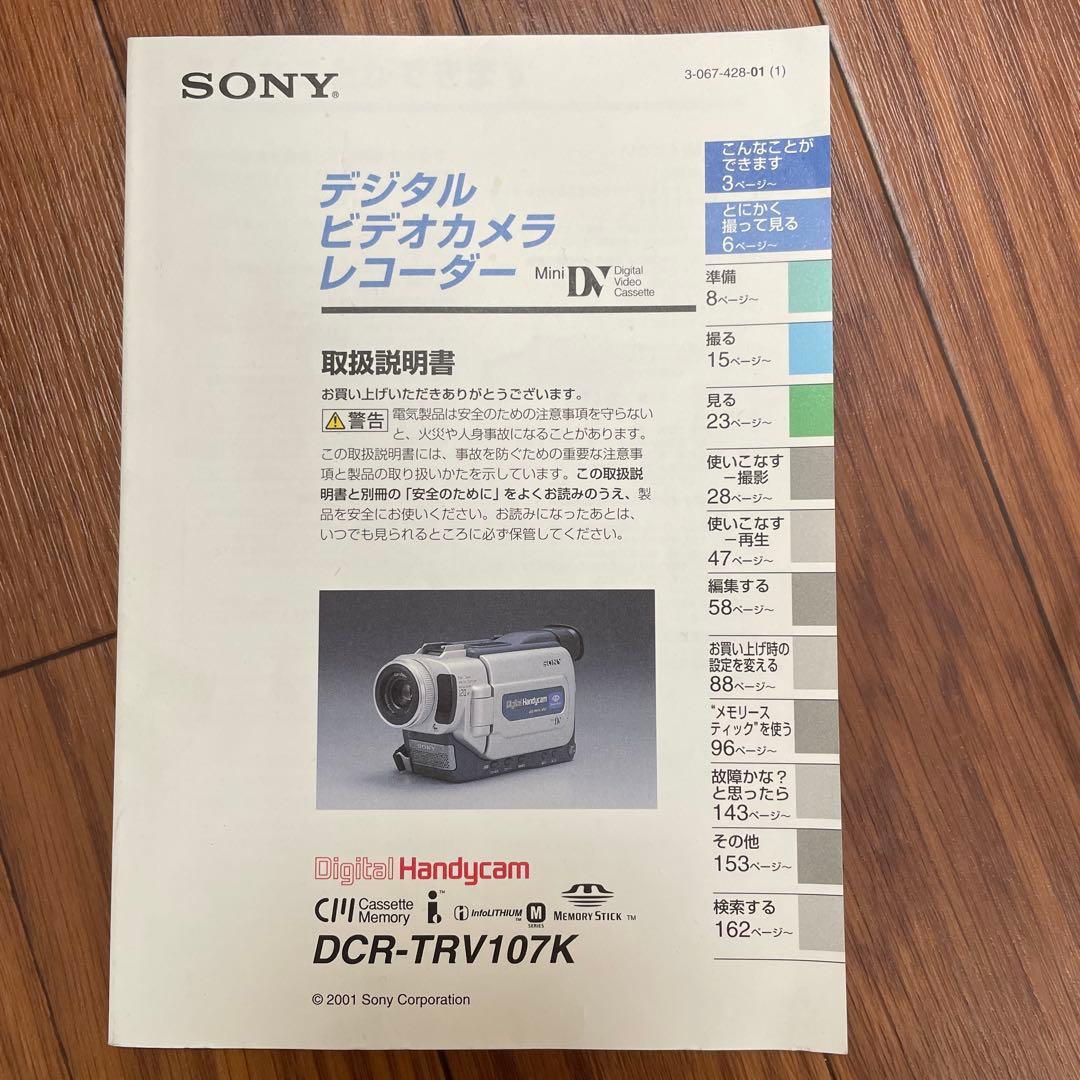 SONY®
3-067-428-01 (1)
デジタル
ビデオカメラ
レコーダー
Mini DV Digital
Video
Cassette
取扱説明書
お買い上げいただきありがとうございます。
警告 電気製品は安全のための注意事項を守らない
と、火災や人身事故になることがあります。
この取扱説明書には、事故を防ぐための重要な注意事
項と製品の取り扱いかたを示しています。この取扱説
明書と別冊の「安全のために」をよくお読みのうえ、製
品を安全にお使いください。お読みになったあとは、
いつでも見られるところに必ず保管してください。
こんなことが
できます
3ページ~
とにかく
撮って見る
6ページ~
準備
8ページ~
撮る
15ページ~
見る
23ページ~
使いこなす
-撮影
28ページ~
使いこなす
-再生
47ページ~
編集する
58ページ~
お買い上げ時の
設定を変える
88ページ~
"メモリース
ティック"を使う
96ページ~
故障かな?
と思ったら
143ページ~
その他
153ページ~
検索する
162ページ~
SONY
Digital Handycam
DV
SONY
Digital Handycam
CM Cassette
Memory
i™
InfoLITHIUM™ M
SERIES
MEMORY STICK ™
DCR-TRV107K
© 2001 Sony Corporation